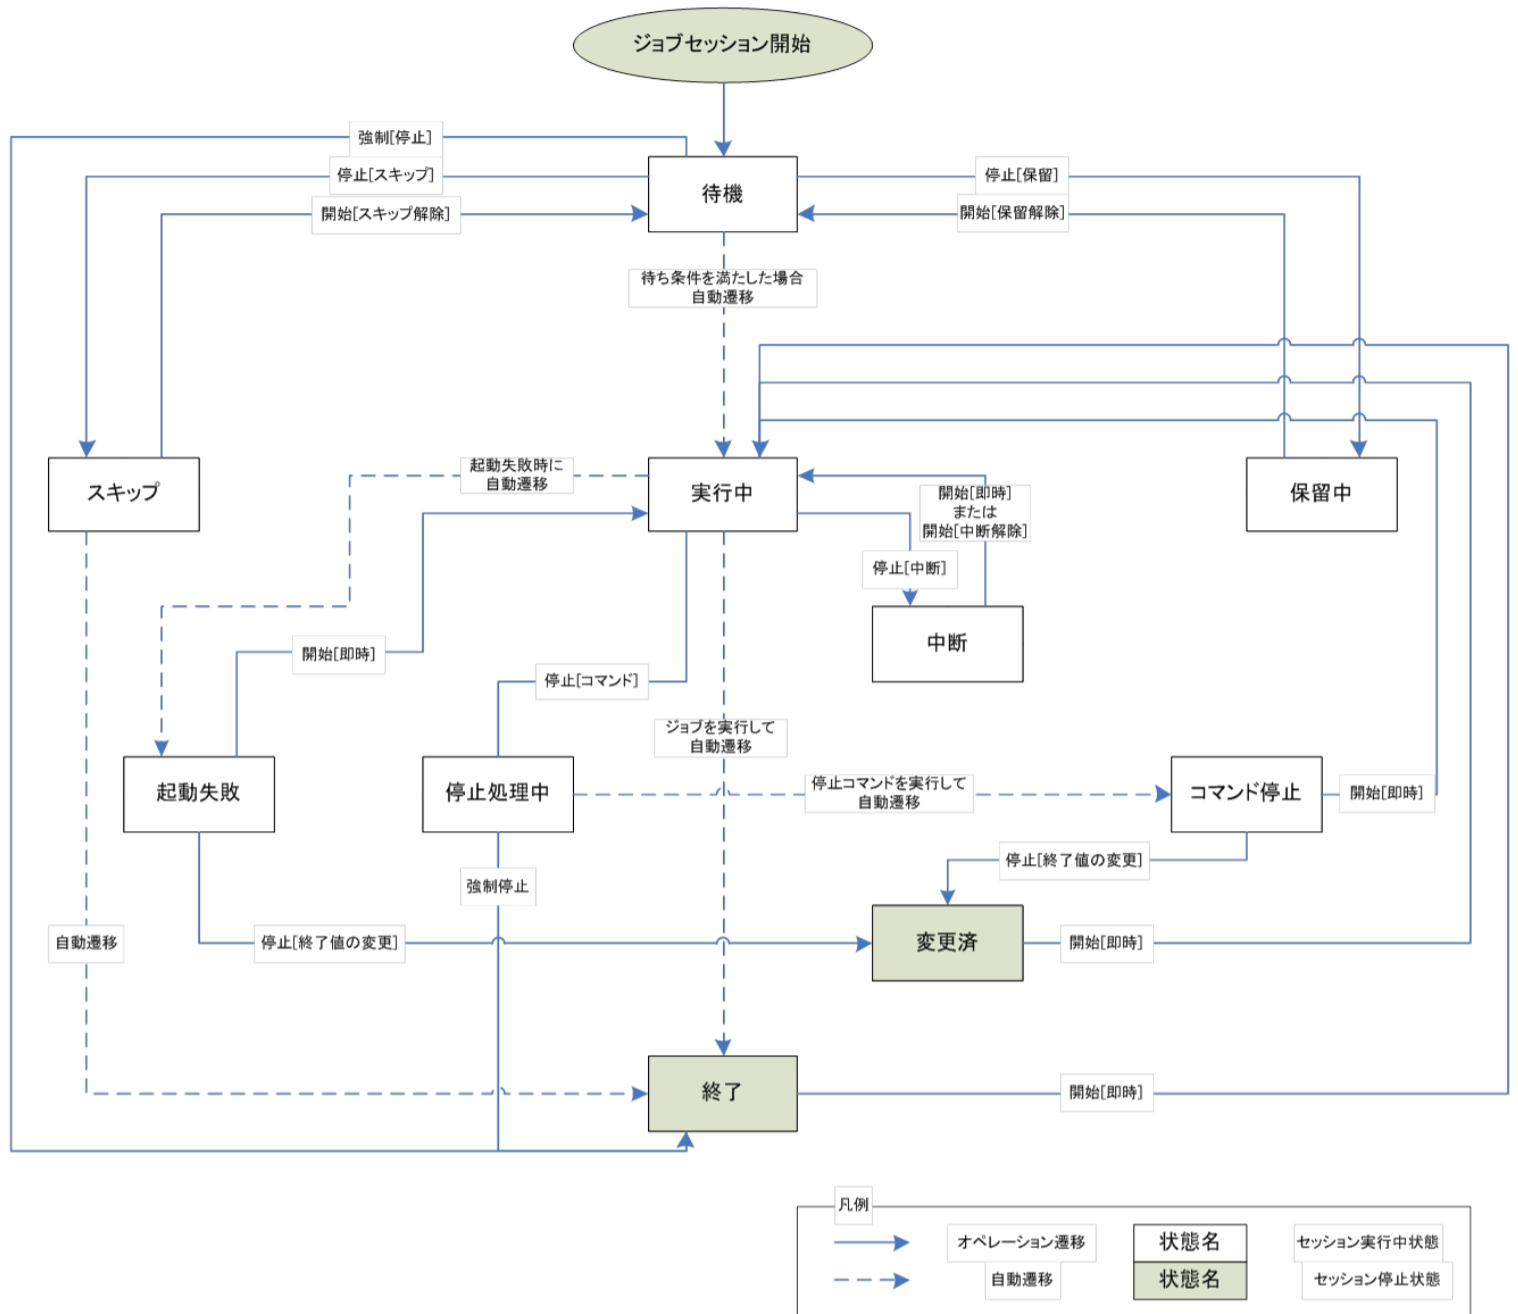 ジョブセッション開始
強制[停止]
停止[スキップ]
停止[保留]
待機
開始[スキップ解除]
開始[保留解除]
待ち条件を満たした場合
自動遷移
起動失敗時に
自動遷移
スキップ
実行中
開始[即時]
または
開始[中断解除]
保留中
停止[中断]
中断
開始[即時]
停止[コマンド]
ジョブを実行して
自動遷移
起動失敗
停止処理中
停止コマンドを実行して
自動遷移
コマンド停止
開始[即時]
停止[終了値の変更]
強制停止
自動遷移
停止[終了値の変更]
変更済
開始[即時]
終了
開始[即時]
凡例
オペレーション遷移
状態名
セッション実行中状態
自動遷移
状態名
セッション停止状態